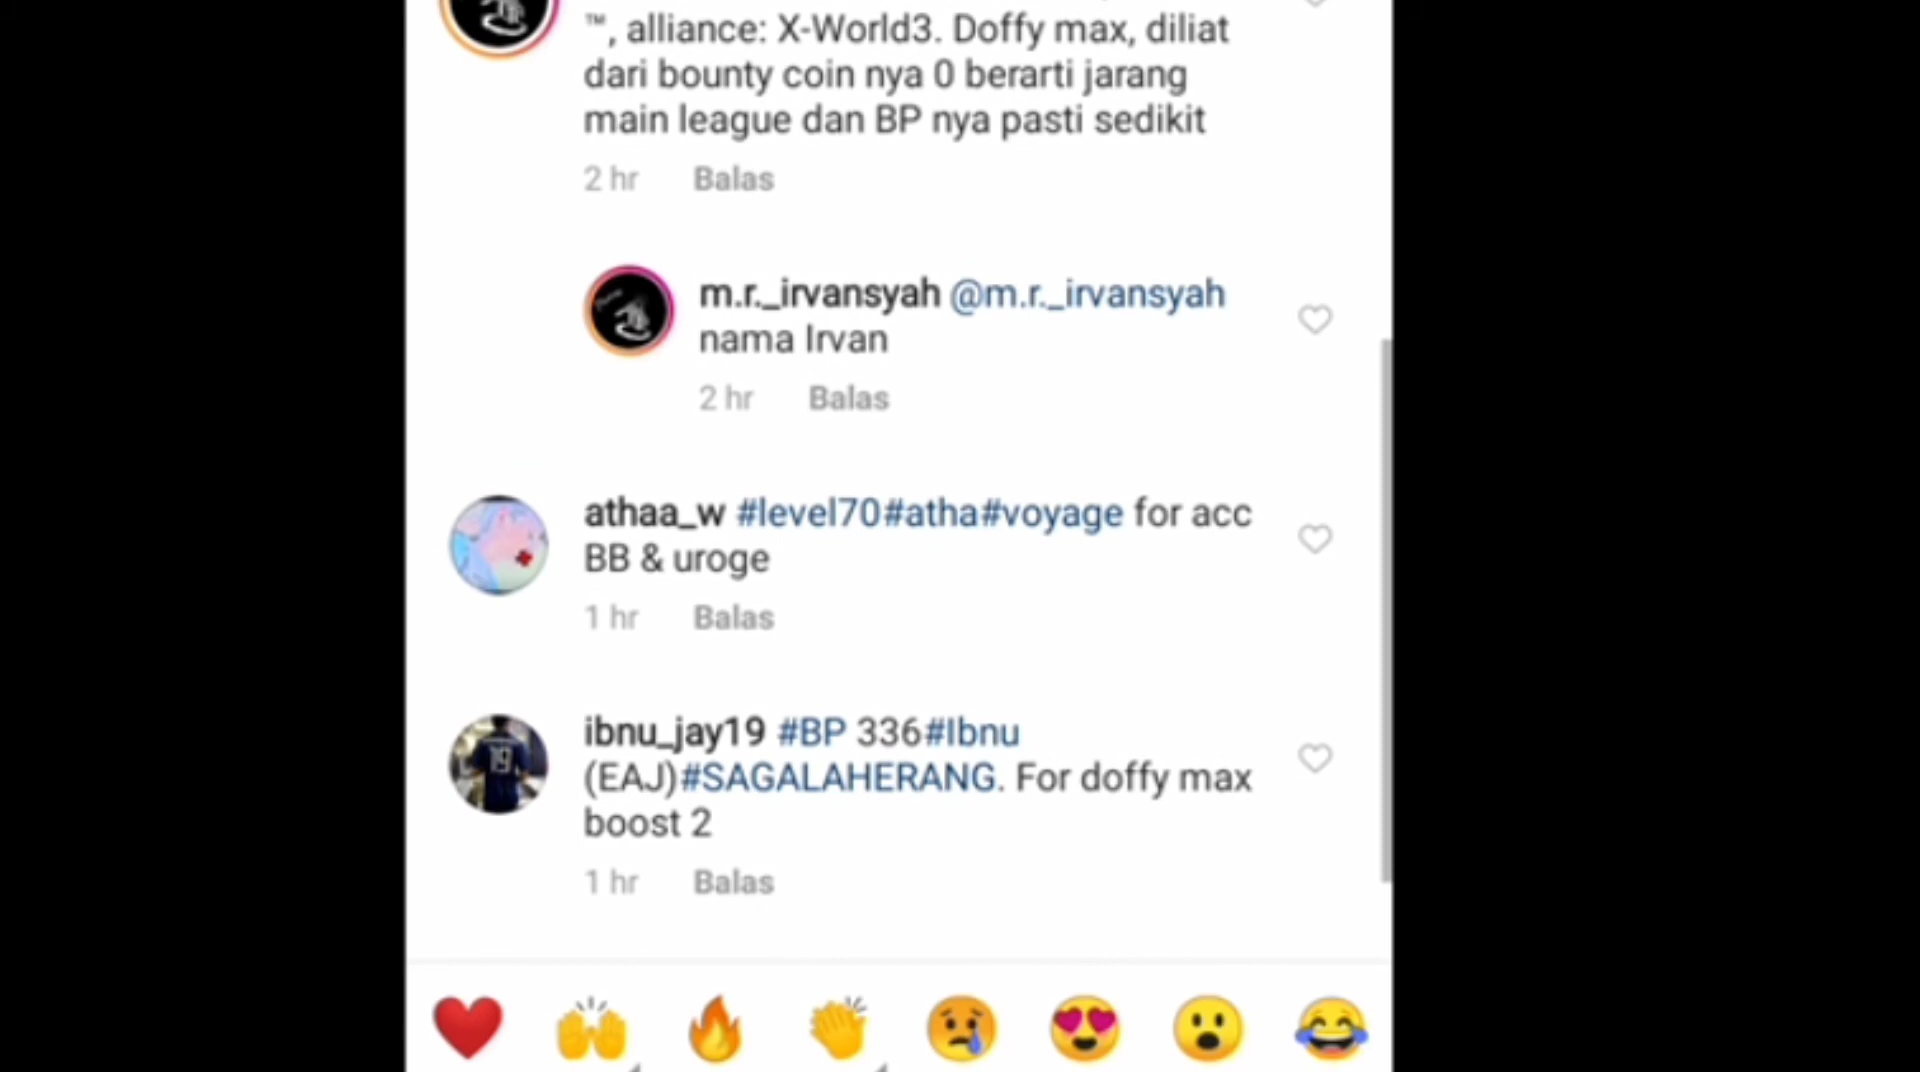 ™, alliance: X-World3. Doffy max, diliat
dari bounty coin nya 0 berarti jarang
main league dan BP nya pasti sedikit
2 hr Balas
m.r._irvansyah @m.r._irvansyah
nama Irvan
2 hr Balas
athaa_w #level70#atha#voyage for acc
BB & uroge
1 hr Balas
ibnu_jay19 #BP 336#Ibnu
(EAJ)#SAGALAHERANG. For doffy max
boost 2
1 hr Balas
19